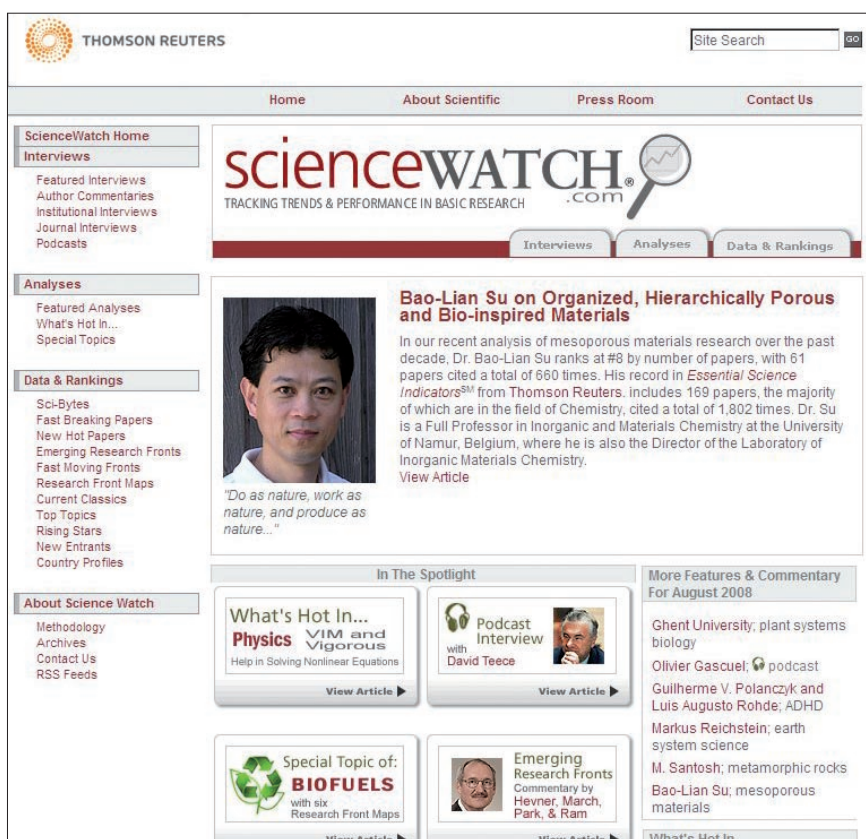 THOMSON REUTERS
Site Search
GO
Home
About Scientific
Press Room
Contact Us
ScienceWatch Home
Interviews
Featured Interviews
Author Commentaries
Institutional Interviews
Journal Interviews
Podcasts
Analyses
Featured Analyses
What's Hot In...
Special Topics
Data & Rankings
Sci-Bytes
Fast Breaking Papers
New Hot Papers
Emerging Research Fronts
Fast Moving Fronts
Research Front Maps
Current Classics
Top Topics
Rising Stars
New Entrants
Country Profiles
About Science Watch
Methodology
Archives
Contact Us
RSS Feeds
scienceWATCH®
.com
TRACKING TRENDS & PERFORMANCE IN BASIC RESEARCH
Interviews
Analyses
Data & Rankings
Bao-Lian Su on Organized, Hierarchically Porous
and Bio-inspired Materials
In our recent analysis of mesoporous materials research over the past
decade, Dr. Bao-Lian Su ranks at #8 by number of papers, with 61
papers cited a total of 660 times. His record in Essential Science
Indicators℠ from Thomson Reuters. includes 169 papers, the majority
of which are in the field of Chemistry, cited a total of 1,802 times. Dr. Su
is a Full Professor in Inorganic and Materials Chemistry at the University
of Namur, Belgium, where he is also the Director of the Laboratory of
Inorganic Materials Chemistry.
View Article
"Do as nature, work as
nature, and produce as
nature..."
In The Spotlight
What's Hot In...
Physics VIM and
Vigorous
Help in Solving Nonlinear Equations
View Article
Podcast
Interview
with
David Teece
View Article
Special Topic of:
BIOFUELS
with six
Research Front Maps
View Article
Emerging
Research Fronts
Commentary by
Hevner, March,
Park, & Ram
View Article
More Features & Commentary
For August 2008
Ghent University; plant systems
biology
Olivier Gascuel; podcast
Guilherme V. Polanczyk and
Luis Augusto Rohde; ADHD
Markus Reichstein; earth
system science
M. Santosh; metamorphic rocks
Bao-Lian Su; mesoporous
materials
What's Hot In